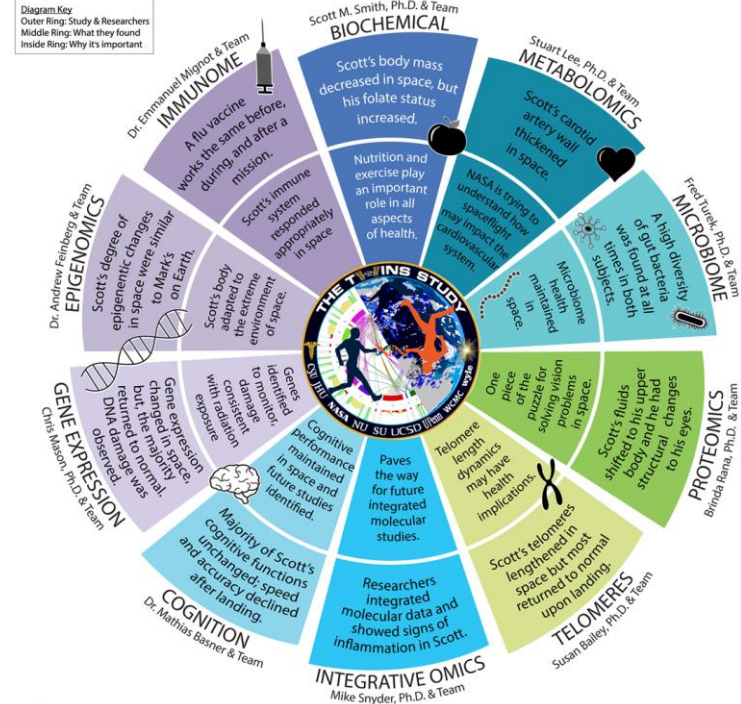 Diagram Key
Outer Ring: Study & Researchers
Middle Ring: What they found
Inside Ring: Why it's important
Scott M. Smith, Ph.D. & Team
BIOCHEMICAL
Scott's body mass
decreased in space, but
his folate status
increased.
Nutrition and
exercise play
an important
role in all
aspects
of health.
Stuart Lee, Ph.D. & Team
METABOLOMICS
Scott's carotid
artery wall
thickened
in space.
NASA is trying to
understand how
spaceflight
may impact the
cardiovascular
system.
Fred Turek, Ph.D. & Team
MICROBIOME
A high diversity
of gut bacteria
was found at all
times in both
subjects.
Microbiome
health
maintained
in
space.
PROTEOMICS
Brinda Rana, Ph.D. & Team
Scott's fluids
shifted to his upper
body and he had
structural changes
to his eyes.
One
piece
of the
puzzle for
solving vision
problems
in space.
TELOMERES
Susan Bailey, Ph.D. & Team
Scott's telomeres
lengthened in
space but most
returned to normal
upon landing.
Telomere
length
dynamics
may have
health
implications.
INTEGRATIVE OMICS
Mike Snyder, Ph.D. & Team
Researchers
integrated
molecular data and
showed signs of
inflammation in Scott.
Paves
the way
for future
integrated
molecular
studies.
COGNITION
Dr. Mathias Basner & Team
Majority of Scott's
cognitive functions
unchanged; speed
and accuracy declined
after landing.
Cognitive
performance
maintained
in space and
future studies
identified.
GENE EXPRESSION
Chris Mason, Ph.D. & Team
Gene expression
changed in space,
but, the majority
returned to normal.
DNA damage was
observed.
Genes
identified
to monitor,
damage
consistent
with radiation
exposure
Dr. Andrew Feinberg & Team
EPIGENOMICS
Scott's degree of
epigenentic changes
in space were similar
to Mark's
on Earth.
Scott's body
adapted to
the extreme
environment
of space.
Dr. Emmanuel Mignot & Team
IMMUNOME
A flu vaccine
works the same before,
during, and after a
mission.
Scott's immune
system
responded
appropriately
in space
THE TWINS STUDY
CSU JHU NASA NU SU UCSD UPenn WCMC wyle